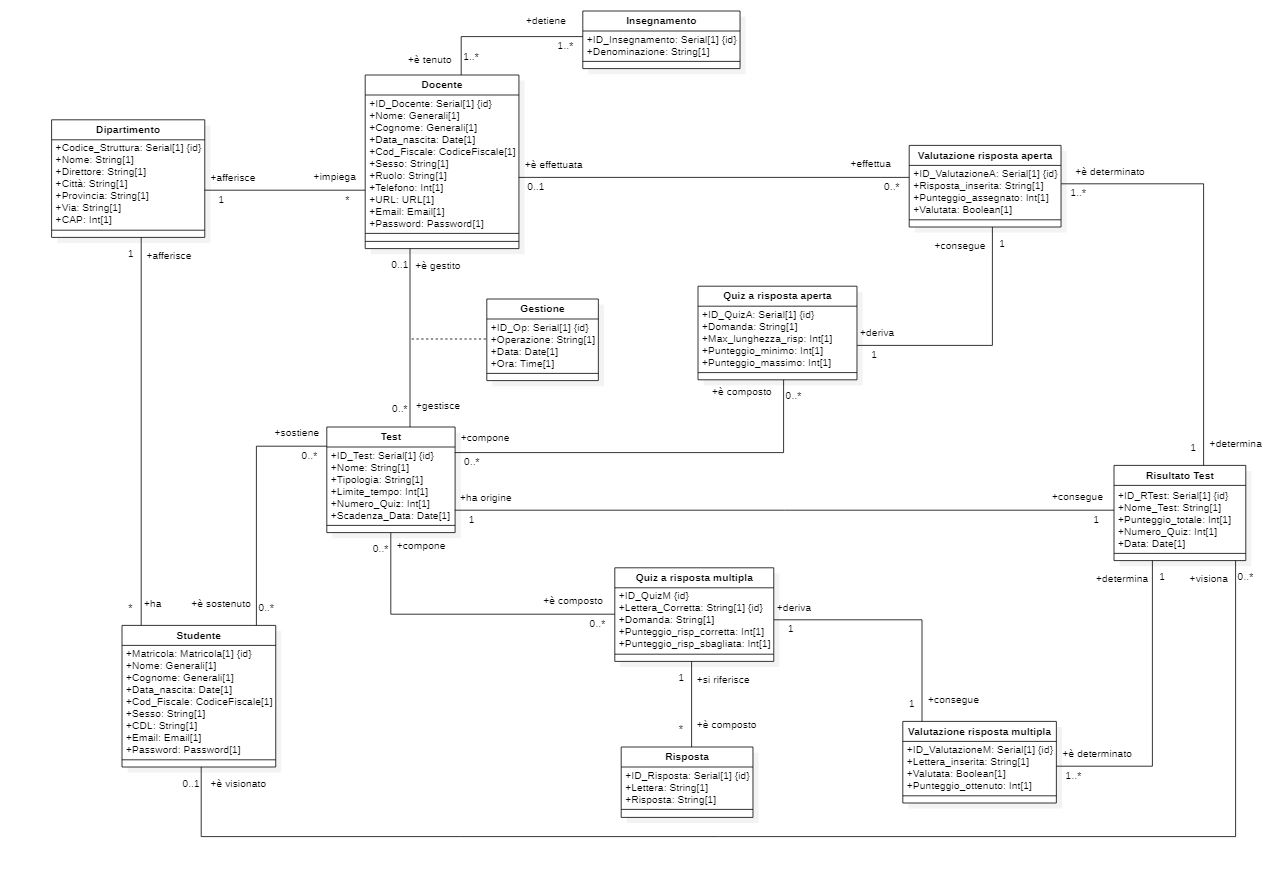 +detiene
Insegnamento
+ID_Insegnamento: Serial[1] {id}
+Denominazione: String[1]
1..*
+è tenuto
1..*
Docente
+ID_Docente: Serial[1] {id}
+Nome: Generali[1]
+Cognome: Generali[1]
+Data_nascita: Date[1]
+Cod_Fiscale: CodiceFiscale[1]
+Sesso: String[1]
+Ruolo: String[1]
+Telefono: Int[1]
+URL: URL[1]
+Email: Email[1]
+Password: Password[1]
Dipartimento
+Codice_Struttura: Serial[1] {id}
+Nome: String[1]
+Direttore: String[1]
+Città: String[1]
+Provincia: String[1]
+Via: String[1]
+CAP: Int[1]
+afferisce
1
+impiega
*
+è effettuata
0..1
+effettua
0..*
Valutazione risposta aperta
+ID_ValutazioneA: Serial[1] {id}
+Risposta_inserita: String[1]
+Punteggio_assegnato: Int[1]
+Valutata: Boolean[1]
+è determinato
1..*
1
+afferisce
0..1
+è gestito
+consegue
1
Gestione
+ID_Op: Serial[1] {id}
+Operazione: String[1]
+Data: Date[1]
+Ora: Time[1]
Quiz a risposta aperta
+ID_QuizA: Serial[1] {id}
+Domanda: String[1]
+Max_lunghezza_risp: Int[1]
+Punteggio_minimo: Int[1]
+Punteggio_massimo: Int[1]
+deriva
1
+è composto
0..*
0..*
+gestisce
+sostiene
0..*
Test
+ID_Test: Serial[1] {id}
+Nome: String[1]
+Tipologia: String[1]
+Limite_tempo: Int[1]
+Numero_Quiz: Int[1]
+Scadenza_Data: Date[1]
+compone
0..*
+ha origine
1
+consegue
1
1
+determina
Risultato Test
+ID_RTest: Serial[1] {id}
+Nome_Test: String[1]
+Punteggio_totale: Int[1]
+Numero_Quiz: Int[1]
+Data: Date[1]
0..*
+compone
+determina
1
+visiona
0..*
*
+ha
+è sostenuto
0..*
+è composto
0..*
Quiz a risposta multipla
+ID_QuizM {id}
+Lettera_Corretta: String[1] {id}
+Domanda: String[1]
+Punteggio_risp_corretta: Int[1]
+Punteggio_risp_sbagliata: Int[1]
+deriva
1
Studente
+Matricola: Matricola[1] {id}
+Nome: Generali[1]
+Cognome: Generali[1]
+Data_nascita: Date[1]
+Cod_Fiscale: CodiceFiscale[1]
+Sesso: String[1]
+CDL: String[1]
+Email: Email[1]
+Password: Password[1]
1
+si riferisce
*
+è composto
1
+consegue
Valutazione risposta multipla
+ID_ValutazioneM: Serial[1] {id}
+Lettera_inserita: String[1]
+Valutata: Boolean[1]
+Punteggio_ottenuto: Int[1]
+è determinato
1..*
Risposta
+ID_Risposta: Serial[1] {id}
+Lettera: String[1]
+Risposta: String[1]
0..1
+è visionato